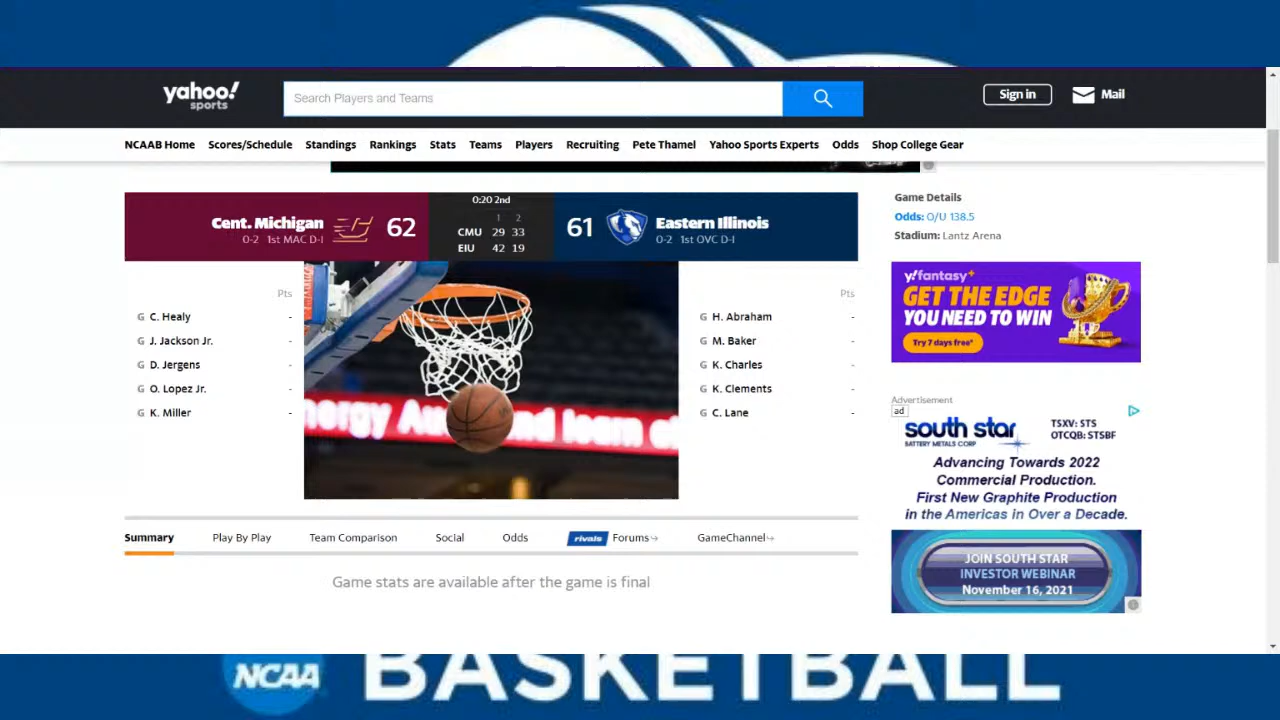 yahoo!
sports
Search Players and Teams
Sign in
Mail
NCAAB Home Scores/Schedule Standings Rankings Stats Teams Players Recruiting Pete Thamel Yahoo Sports Experts Odds Shop College Gear
Cent. Michigan
0-2 1st MAC D-I
62
0:20 2nd
1 2
CMU 29 33
EIU 42 19
61
Eastern Illinois
0-2 1st OVC D-I
Pts
G C. Healy -
G J. Jackson Jr. -
G D. Jergens -
G O. Lopez Jr. -
G K. Miller -
and learn
Pts
G H. Abraham -
G M. Baker -
G K. Charles -
G K. Clements -
G C. Lane -
Summary Play By Play Team Comparison Social Odds rivals Forums GameChannel
Game stats are available after the game is final
Game Details
Odds: O/U 138.5
Stadium: Lantz Arena
y!fantasy+
GET THE EDGE
YOU NEED TO WIN
Try 7 days free*
Advertisement
ad
south star
BATTERY METALS CORP
TSXV: STS
OTCQB: STSBF
Advancing Towards 2022
Commercial Production.
First New Graphite Production
in the Americas in Over a Decade.
JOIN SOUTH STAR
INVESTOR WEBINAR
November 16, 2021
NCAA BASKETBALL